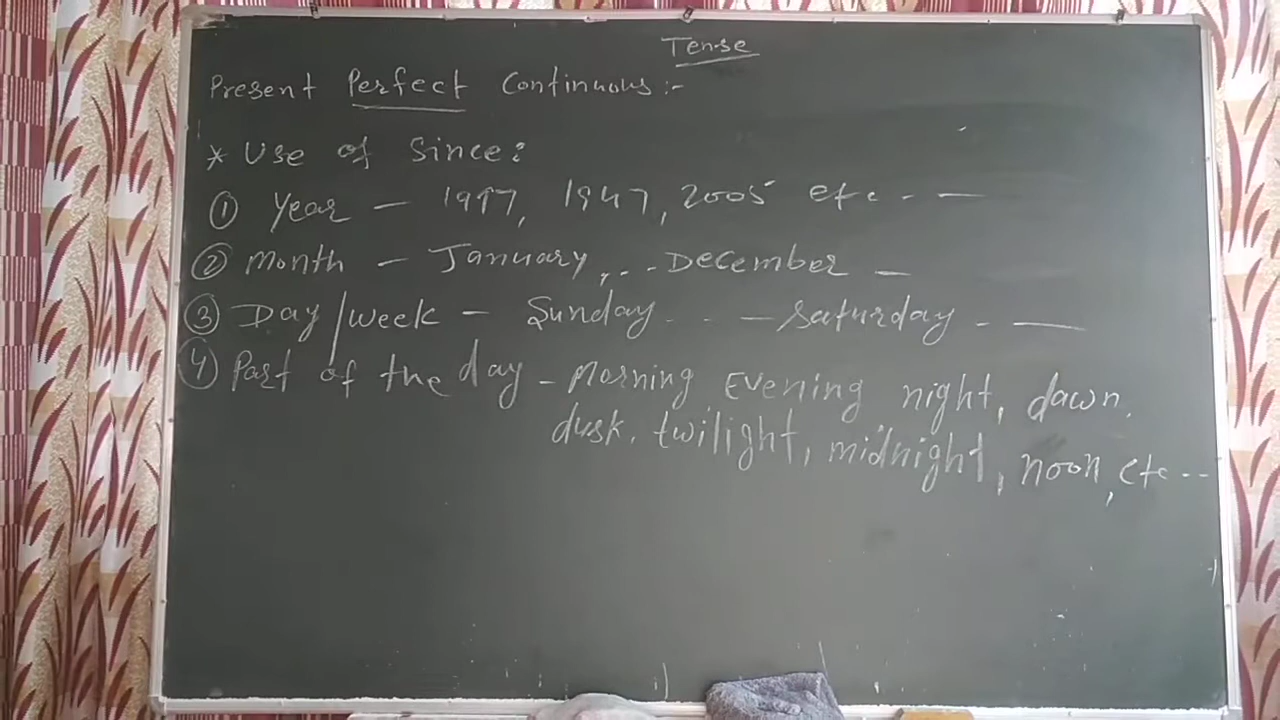 Tense
Present Perfect Continuous :-
* Use of Since:
① Year - 1997, 1947, 2005 etc - -
② Month - January, ... December -
③ Day/week - Sunday . . - Saturday - -
④ Part of the day - Morning Evening night, dawn.
dusk, twilight, midnight, noon, etc --